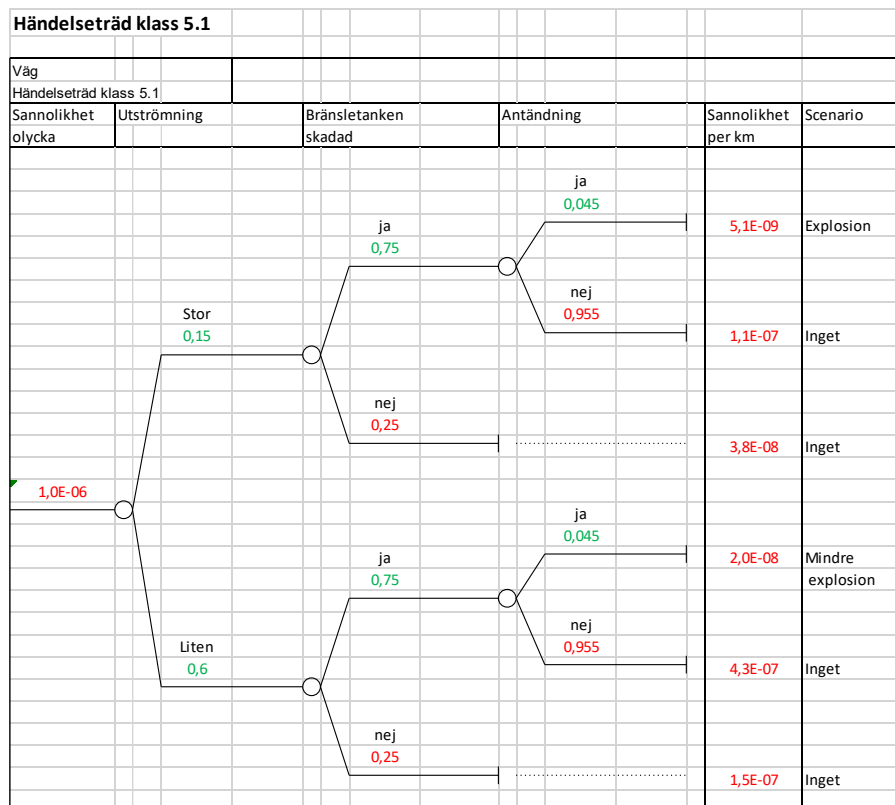 Händelseträd klass 5.1
Väg
Händelseträd klass 5.1
Sannolikhet olycka
Utströmning
Bränsletanken skadad
Antändning
Sannolikhet per km
Scenario
ja
0,045
ja
0,75
5,1E-09
Explosion
nej
0,955
Stor
0,15
1,1E-07
Inget
nej
0,25
3,8E-08
Inget
1,0E-06
ja
0,045
ja
0,75
2,0E-08
Mindre explosion
nej
0,955
Liten
0,6
4,3E-07
Inget
nej
0,25
1,5E-07
Inget